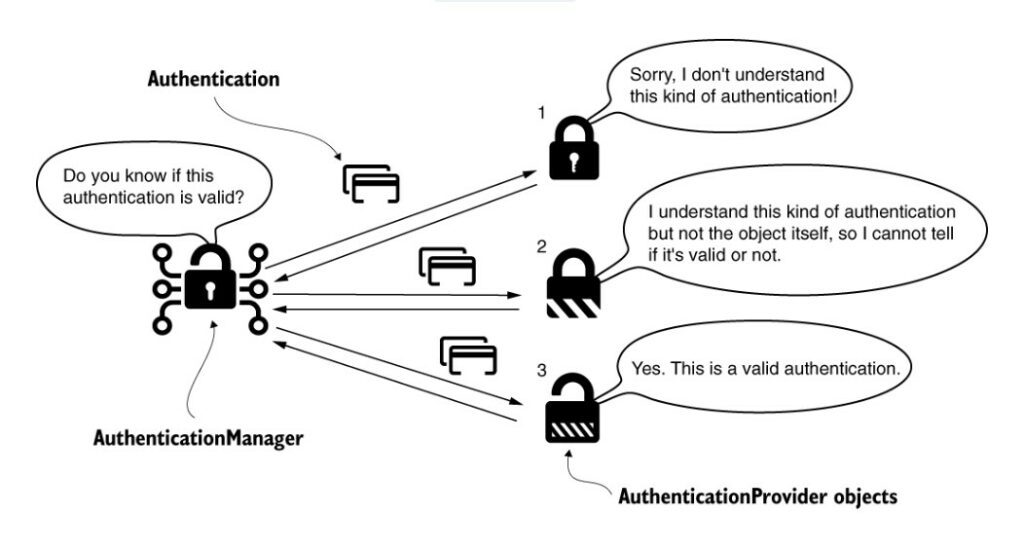 Authentication
Sorry, I don't understand
this kind of authentication!
1
Do you know if this
authentication is valid?
I understand this kind of authentication
but not the object itself, so I cannot tell
if it's valid or not.
2
3
Yes. This is a valid authentication.
AuthenticationManager
AuthenticationProvider objects